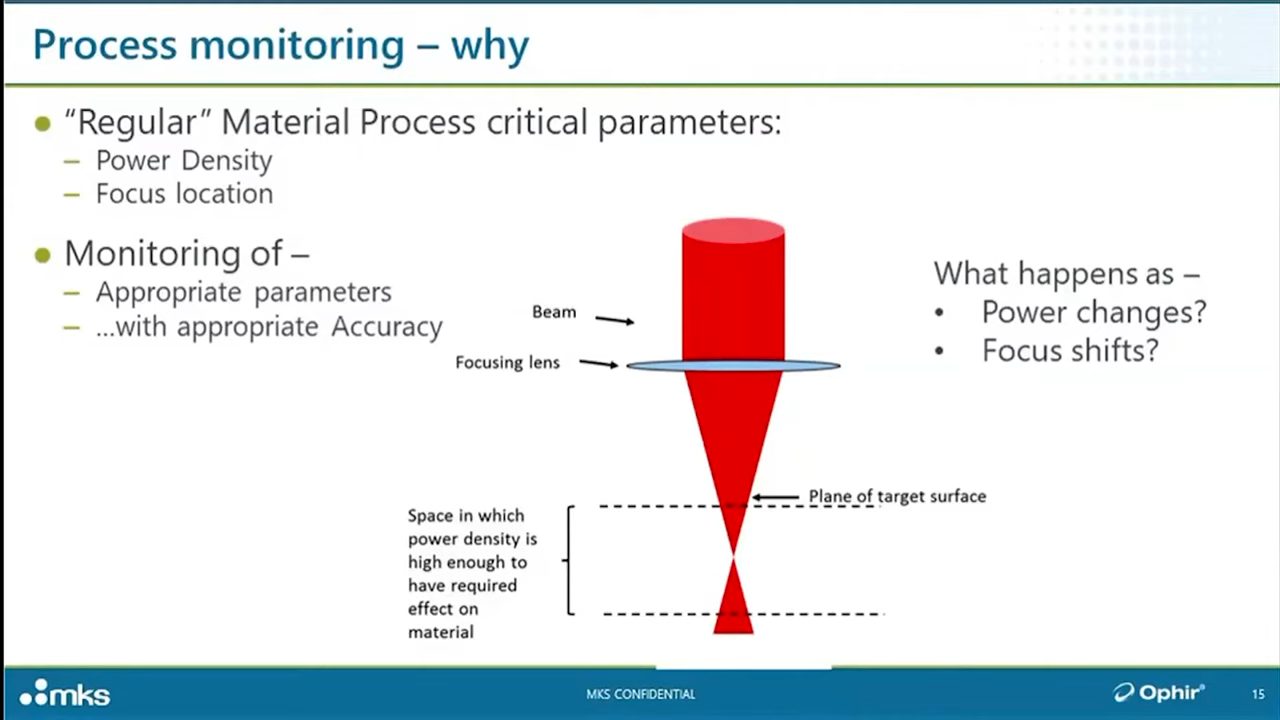 Process monitoring – why
● “Regular” Material Process critical parameters:
– Power Density
– Focus location
● Monitoring of –
– Appropriate parameters
– ...with appropriate Accuracy
Beam
Focusing lens
What happens as –
• Power changes?
• Focus shifts?
Plane of target surface
Space in which
power density is
high enough to
have required
effect on
material
mks
MKS CONFIDENTIAL
Ophir®
15